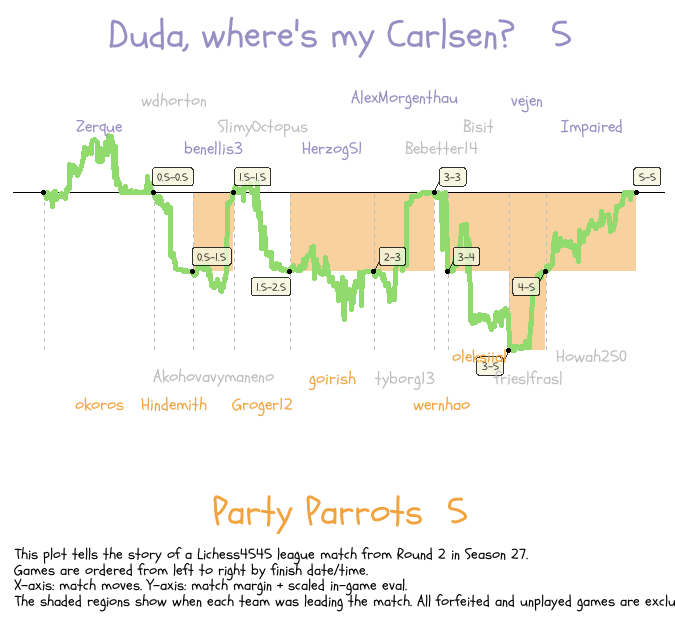 Duda, where's my Carlsen? 5
AlexMorgenthau
wdhorton
vejen
Zerque
SlimyOctopus
Bisit
Impaired
benellis3
Herzog51
Bebetter14
0.5-0.5
1.5-1.5
3-3
5-5
0.5-1.5
2-3
3-4
1.5-2.5
4-5
3-5
Howah250
Akohovavymaneno
goirish
tyborg13
frieslfrasl
okoros
Hindemith
Groger12
wernhao
Party Parrots 5
This plot tells the story of a Lichess4545 league match from Round 2 in Season 27.
Games are ordered from left to right by finish date/time.
X-axis: match moves. Y-axis: match margin + scaled in-game eval.
The shaded regions show when each team was leading the match. All forfeited and unplayed games are exclu